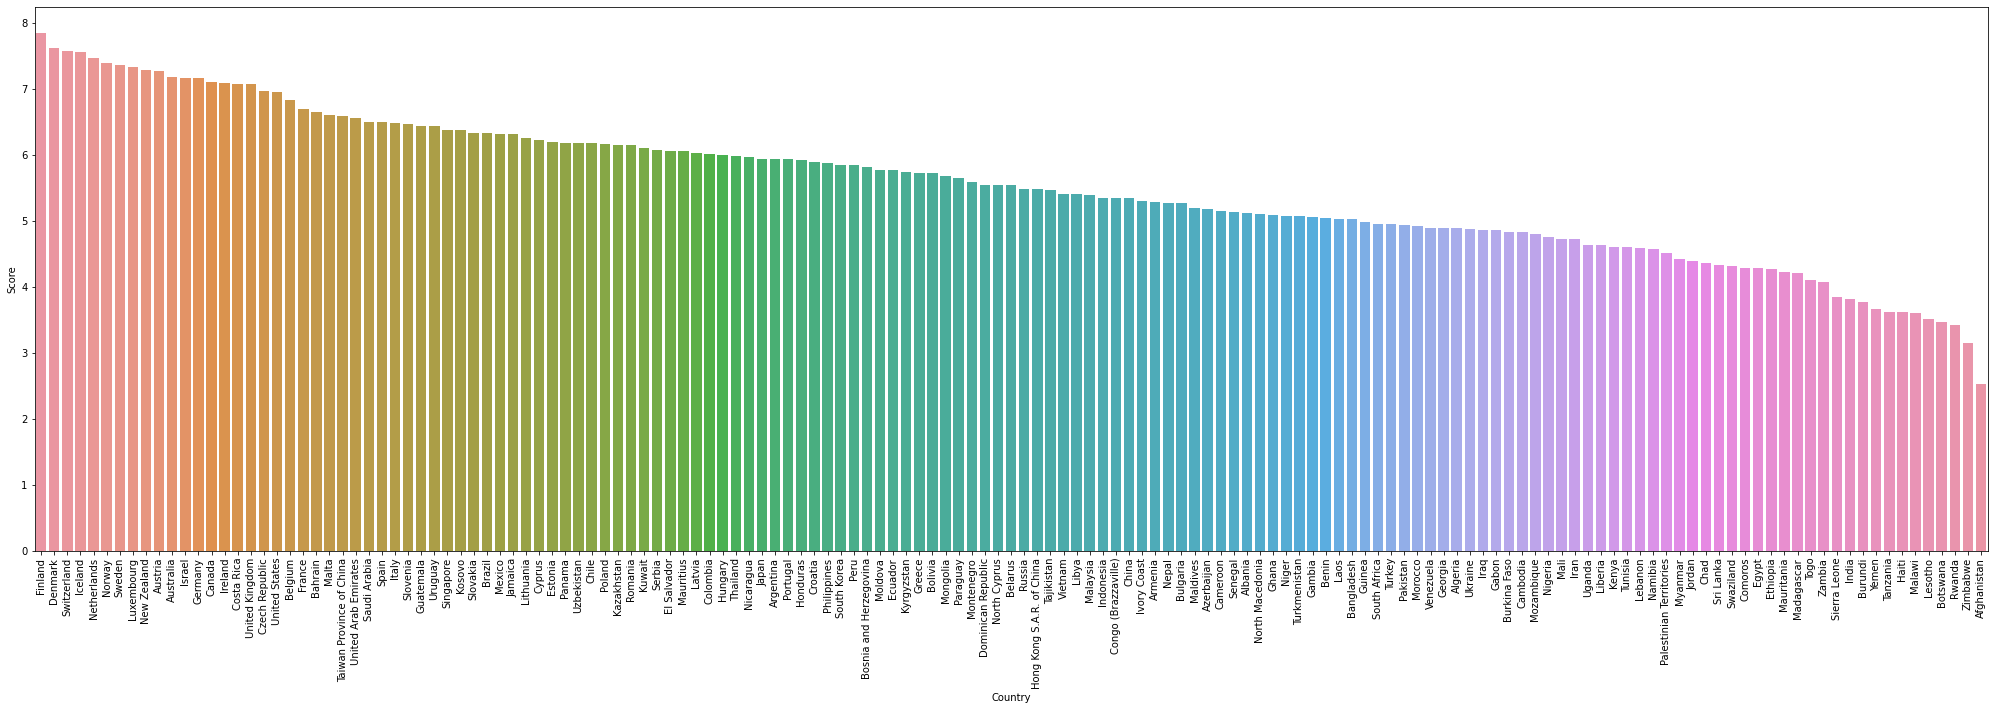 8
7
6
5
4
3
2
1
0
Score
Finland
Denmark
Switzerland
Iceland
Netherlands
Norway
Sweden
Luxembourg
New Zealand
Austria
Australia
Israel
Germany
Canada
Ireland
Costa Rica
United Kingdom
Czech Republic
United States
Belgium
France
Bahrain
Malta
Taiwan Province of China
United Arab Emirates
Saudi Arabia
Spain
Italy
Slovenia
Guatemala
Uruguay
Singapore
Kosovo
Slovakia
Brazil
Mexico
Jamaica
Lithuania
Cyprus
Estonia
Panama
Uzbekistan
Chile
Poland
Kazakhstan
Romania
Kuwait
Serbia
El Salvador
Mauritius
Latvia
Colombia
Hungary
Thailand
Nicaragua
Japan
Argentina
Portugal
Honduras
Croatia
Philippines
South Korea
Peru
Bosnia and Herzegovina
Moldova
Ecuador
Kyrgyzstan
Greece
Bolivia
Mongolia
Paraguay
Montenegro
Dominican Republic
North Cyprus
Belarus
Russia
Hong Kong S.A.R. of China
Tajikistan
Vietnam
Libya
Malaysia
Indonesia
Congo (Brazzaville)
China
Ivory Coast
Armenia
Nepal
Bulgaria
Maldives
Azerbaijan
Cameroon
Senegal
Albania
North Macedonia
Ghana
Niger
Turkmenistan
Gambia
Benin
Laos
Bangladesh
Guinea
South Africa
Turkey
Pakistan
Morocco
Venezuela
Georgia
Algeria
Ukraine
Iraq
Gabon
Burkina Faso
Cambodia
Mozambique
Nigeria
Mali
Iran
Uganda
Liberia
Kenya
Tunisia
Lebanon
Namibia
Palestinian Territories
Myanmar
Jordan
Chad
Sri Lanka
Swaziland
Comoros
Egypt
Ethiopia
Mauritania
Madagascar
Togo
Zambia
Sierra Leone
India
Burundi
Yemen
Tanzania
Haiti
Malawi
Lesotho
Botswana
Rwanda
Zimbabwe
Afghanistan
Country